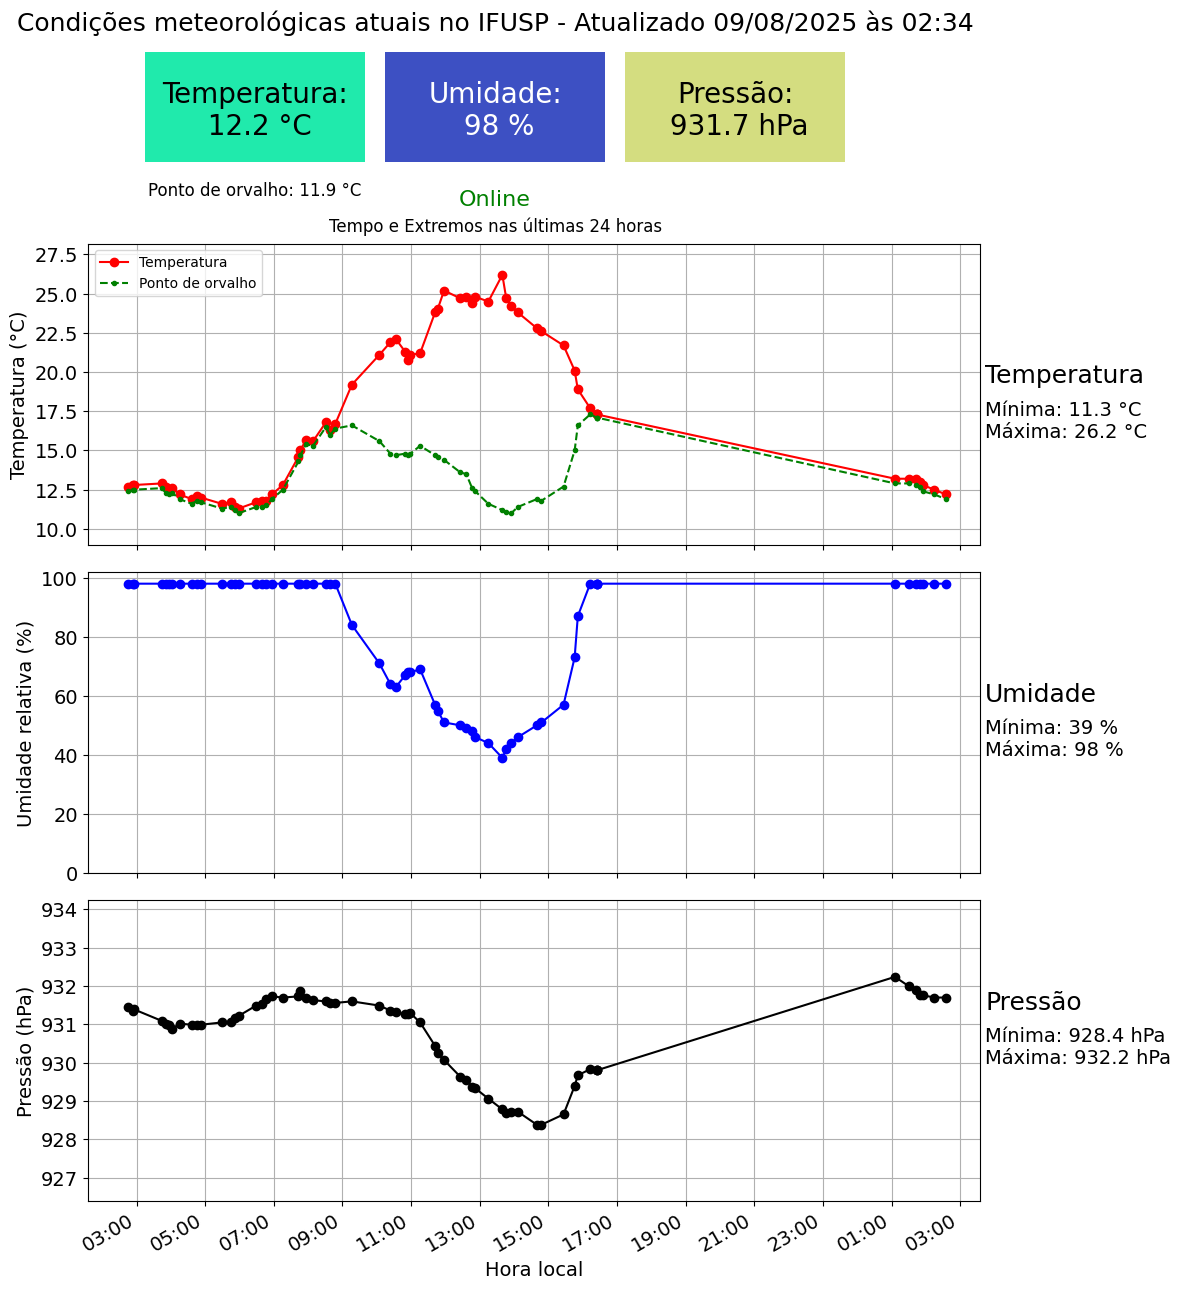 Condições meteorológicas atuais no IFUSP - Atualizado 09/08/2025 às 02:34
Temperatura:
12.2 °C
Umidade:
98 %
Pressão:
931.7 hPa
Ponto de orvalho: 11.9 °C
Online
Tempo e Extremos nas últimas 24 horas
Temperatura (°C)
27.5
25.0
22.5
20.0
17.5
15.0
12.5
10.0
Temperatura
Ponto de orvalho
Temperatura
Mínima: 11.3 °C
Máxima: 26.2 °C
Umidade relativa (%)
100
80
60
40
20
0
Umidade
Mínima: 39 %
Máxima: 98 %
Pressão (hPa)
934
933
932
931
930
929
928
927
Pressão
Mínima: 928.4 hPa
Máxima: 932.2 hPa
03:00
05:00
07:00
09:00
11:00
13:00
15:00
17:00
19:00
21:00
23:00
01:00
03:00
Hora local